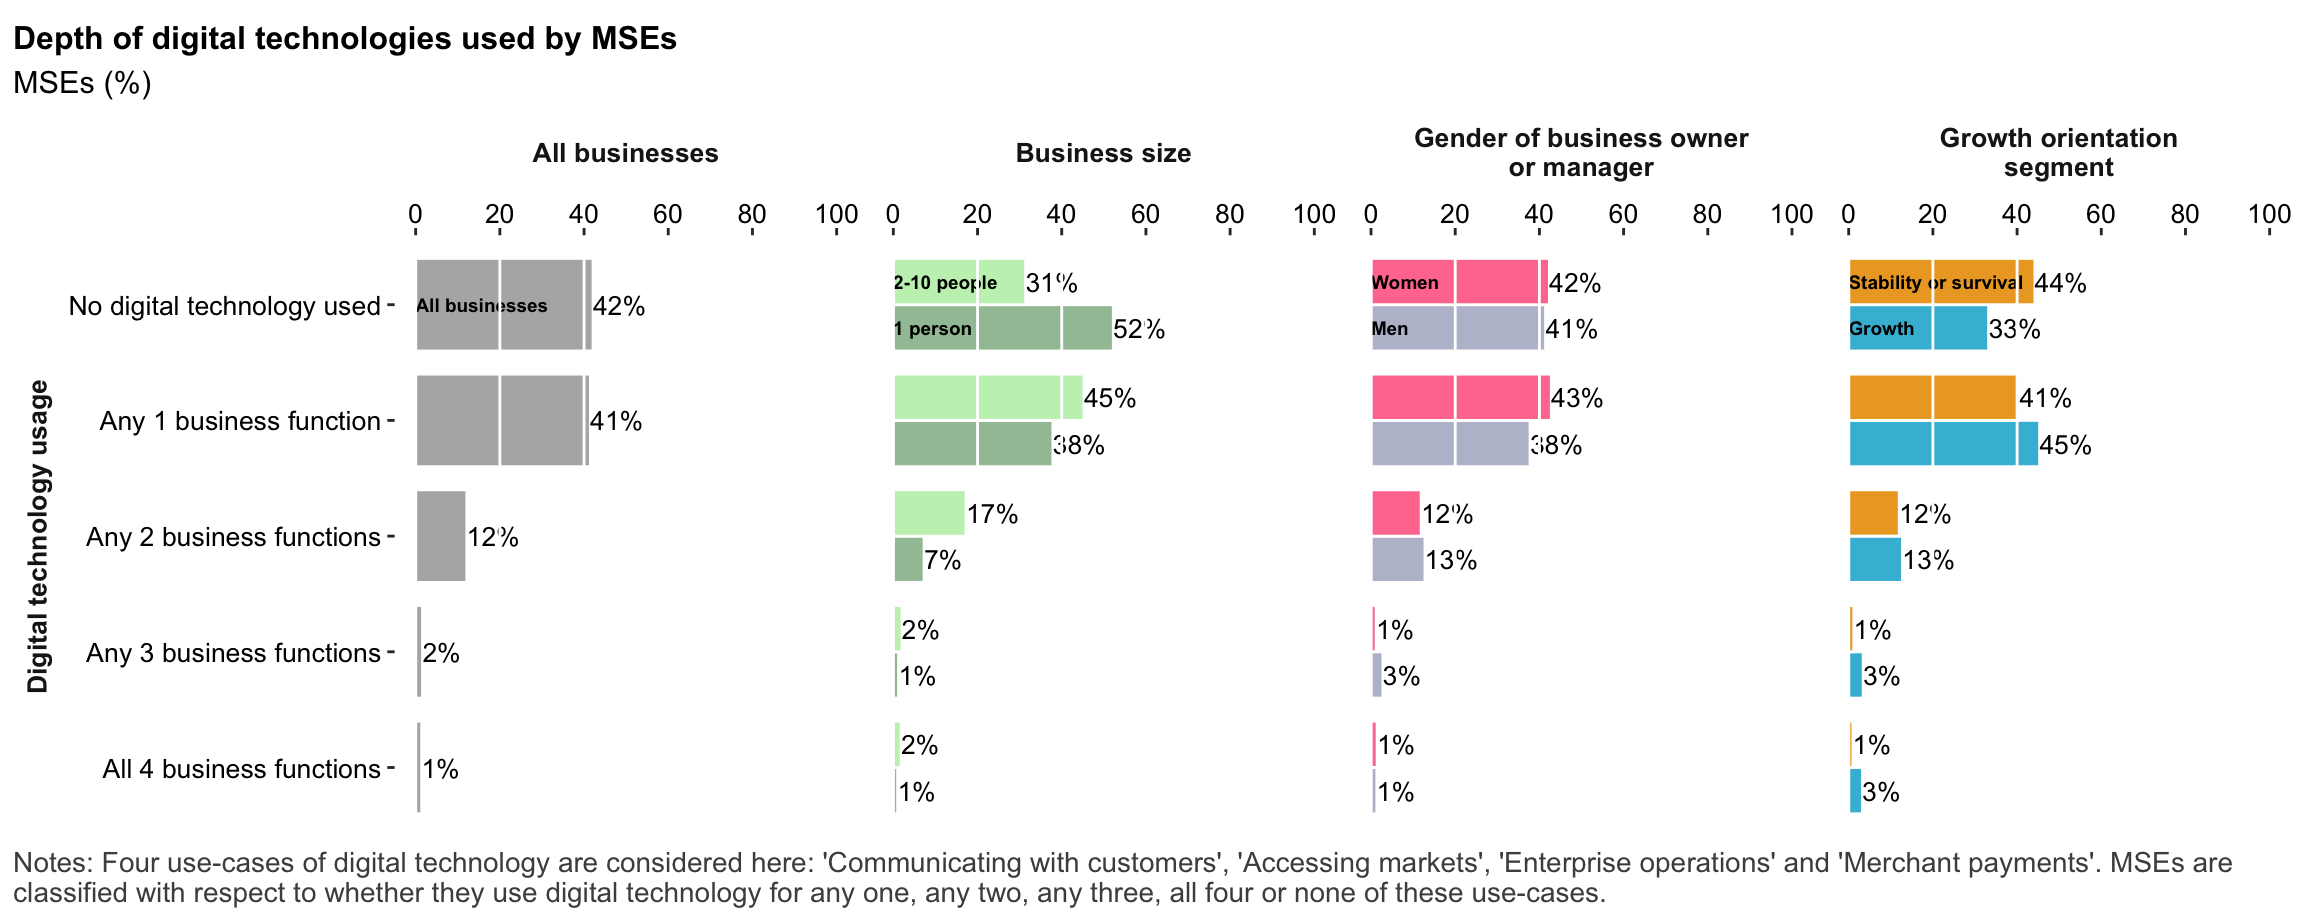 Depth of digital technologies used by MSEs
MSEs (%)
All businesses
Business size
Gender of business owner
or manager
Growth orientation
segment
0 20 40 60 80 100
0 20 40 60 80 100
0 20 40 60 80 100
0 20 40 60 80 100
Digital technology usage
No digital technology used
All businesses 42%
2-10 people 31%
1 person 52%
Women 42%
Men 41%
Stability or survival 44%
Growth 33%
Any 1 business function
41%
45%
38%
43%
38%
41%
45%
Any 2 business functions
12%
17%
7%
12%
13%
12%
13%
Any 3 business functions
2%
2%
1%
1%
3%
1%
3%
All 4 business functions
1%
2%
1%
1%
1%
1%
3%
Notes: Four use-cases of digital technology are considered here: 'Communicating with customers', 'Accessing markets', 'Enterprise operations' and 'Merchant payments'. MSEs are
classified with respect to whether they use digital technology for any one, any two, any three, all four or none of these use-cases.